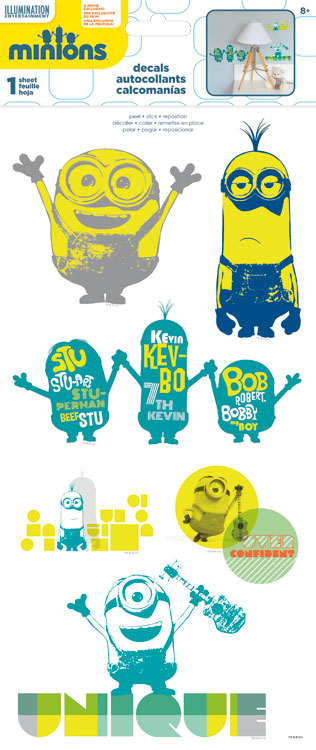 ILLUMINATION
ENTERTAINMENT
minions
8+
1 sheet
feuille
hoja
decals
autocollants
calcomanías
peel • stick • reposition
décoller • coller • remettre en place
pelar • pegar • reposicionar
STU
STU-ART
STU-
PERMAN
BEEF STU
KEVIN
KEV-
BO
7TH
KEVIN
BOB
ROBERT.
BOBBY
MY
BOY
OVER
CONFIDENT
UNIQUE